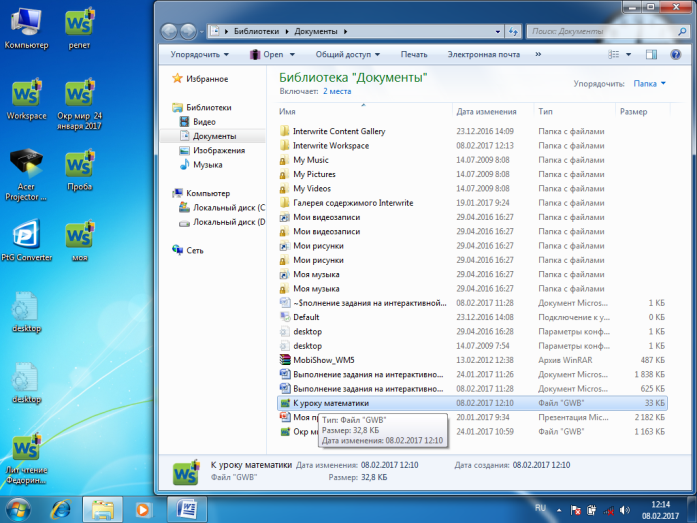 Компьютер
репет
Workspace
Окр мир 24
января 2017
Acer
Projector ...
Проба
PtG Converter
моя
desktop
desktop
Лит чтение
Федорин...
Библиотеки
Документы
Поиск: Документы
Упорядочить
Open
Общий доступ
Печать
Электронная почта
»
Избранное
Библиотеки
Видео
Документы
Изображения
Музыка
Компьютер
Локальный диск (C
Локальный диск (D
Сеть
Библиотека "Документы"
Включает: 2 места
Упорядочить: Папка
Имя Дата изменения Тип Размер
Interwrite Content Gallery 23.12.2016 14:09 Папка с файлами
Interwrite Workspace 08.02.2017 12:13 Папка с файлами
My Music 14.07.2009 8:08 Папка с файлами
My Pictures 14.07.2009 8:08 Папка с файлами
My Videos 14.07.2009 8:08 Папка с файлами
Галерея содержимого Interwrite 19.01.2017 9:24 Папка с файлами
Мои видеозаписи 29.04.2016 16:27 Папка с файлами
Мои видеозаписи 29.04.2016 16:27 Папка с файлами
Мои рисунки 29.04.2016 16:27 Папка с файлами
Мои рисунки 29.04.2016 16:27 Папка с файлами
Моя музыка 29.04.2016 16:27 Папка с файлами
Моя музыка 29.04.2016 16:27 Папка с файлами
~$полнение задания на интерактивной... 08.02.2017 11:28 Документ Micros... 1 КБ
Default 23.12.2016 14:08 Подключение к у... 0 КБ
desktop 29.04.2016 16:28 Параметры конф... 1 КБ
desktop 14.07.2009 7:54 Параметры конф... 1 КБ
MobiShow_WM5 13.02.2012 12:38 Архив WinRAR 487 КБ
Выполнение задания на интерактивно... 24.01.2017 11:26 Документ Micros... 1 838 КБ
Выполнение задания на интерактивно... 08.02.2017 11:28 Документ Micros... 625 КБ
К уроку математики 08.02.2017 12:10 Файл "GWB" 33 КБ
Моя пр 20.01.2017 9:34 Презентация Mic... 2 182 КБ
Окр м 24.01.2017 10:59 Файл "GWB" 1 163 КБ
Тип: Файл "GWB"
Размер: 32,8 КБ
Дата изменения: 08.02.2017 12:10
К уроку математики Дата изменения: 08.02.2017 12:10 Дата создания: 08.02.2017 12:10
Файл "GWB" Размер: 32,8 КБ
RU
12:14
08.02.2017